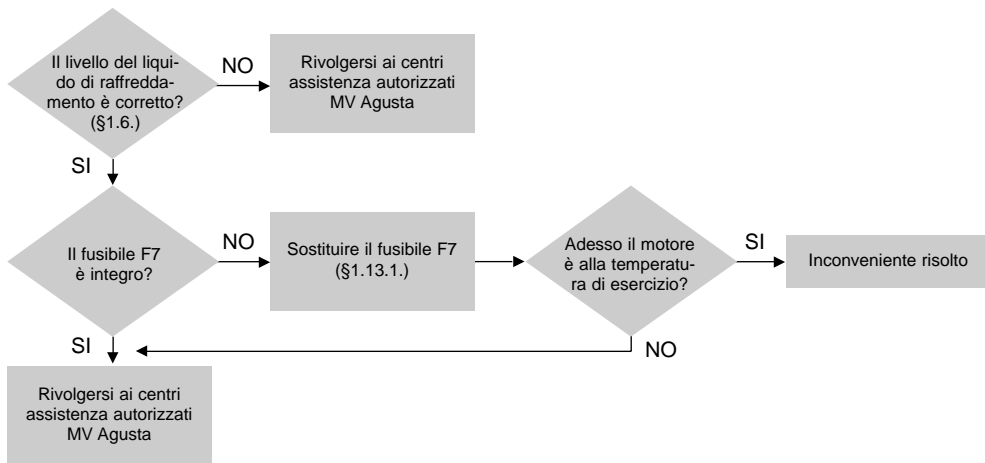 Il livello del liqui-
do di raffredda-
mento è corretto?
(§1.6.)
NO
Rivolgersi ai centri
assistenza autorizzati
MV Agusta
SI
Il fusibile F7
è integro?
NO
Sostituire il fusibile F7
(§1.13.1.)
Adesso il motore
è alla temperatu-
ra di esercizio?
SI
Inconveniente risolto
SI
NO
Rivolgersi ai centri
assistenza autorizzati
MV Agusta